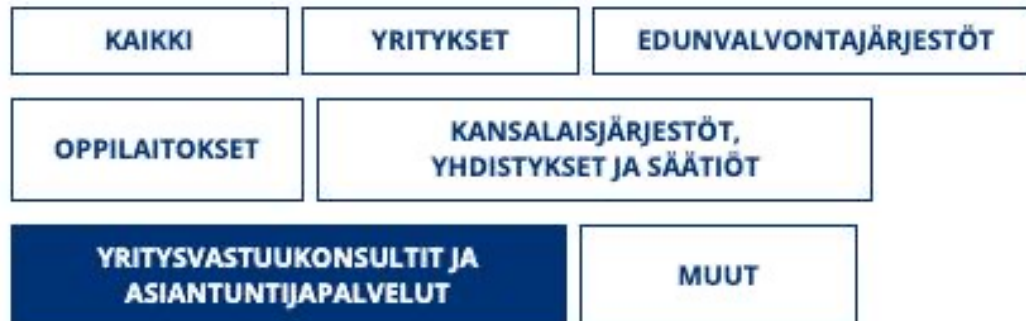 KAIKKI
YRITYKSET
EDUNVALVONTAJÄRJESTÖT
OPPILAITOKSET
KANSALAISJÄRJESTÖT,
YHDISTYKSET JA SÄÄTIÖT
YRITYSVASTUUKONSULTIT JA
ASIANTUNTIJAPALVELUT
MUUT